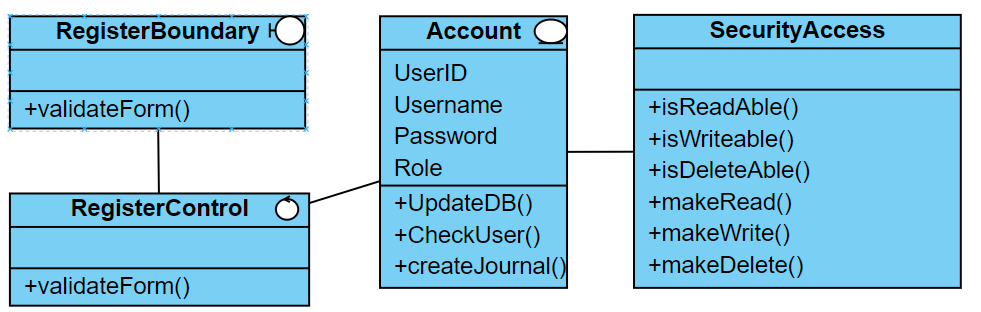 RegisterBoundary
+validateForm()
RegisterControl
+validateForm()
Account
UserID
Username
Password
Role
+UpdateDB()
+CheckUser()
+createJournal()
SecurityAccess
+isReadAble()
+isWriteable()
+isDeleteAble()
+makeRead()
+makeWrite()
+makeDelete()